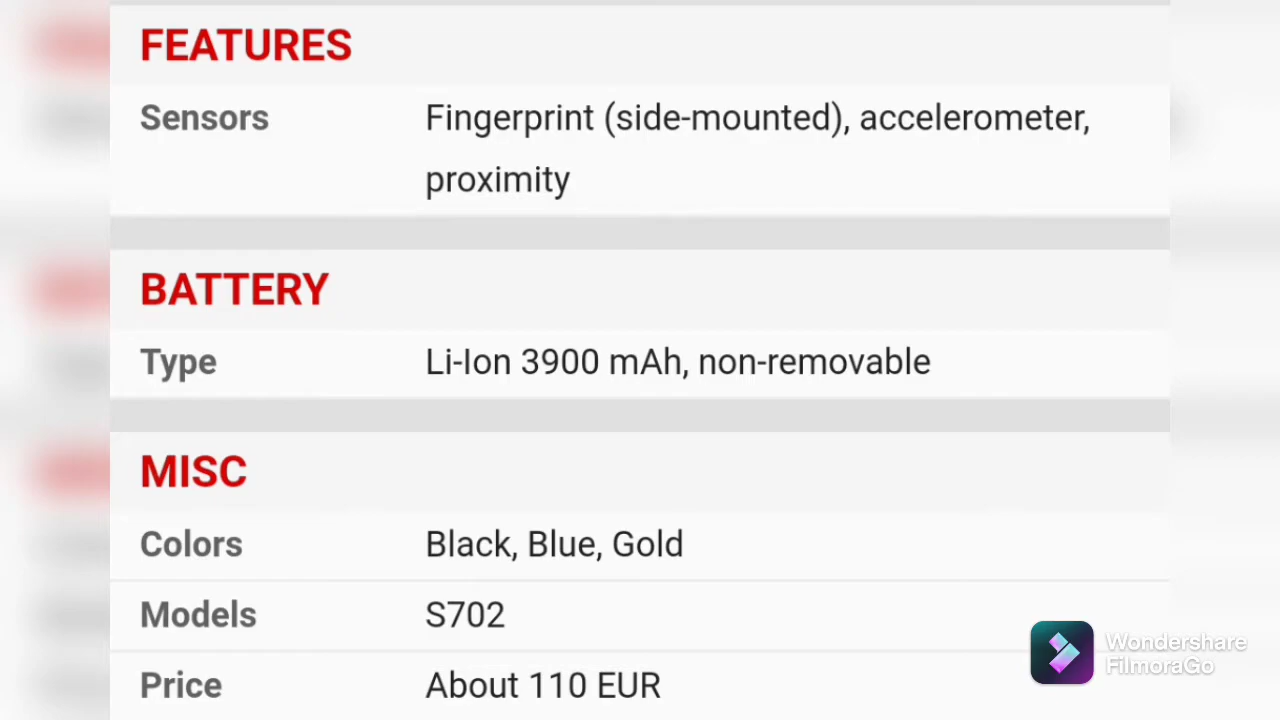 FEATURES
Sensors Fingerprint (side-mounted), accelerometer,
proximity
BATTERY
Type Li-Ion 3900 mAh, non-removable
MISC
Colors Black, Blue, Gold
Models S702
Price About 110 EUR
Wondershare
FilmoraGo